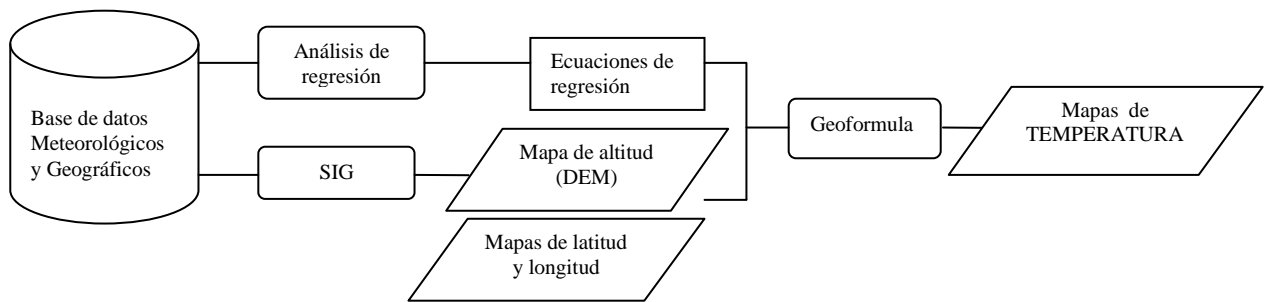 Base de datos
Meteorológicos
y Geográficos
Análisis de
regresión
Ecuaciones de
regresión
SIG
Mapa de altitud
(DEM)
Mapas de latitud
y longitud
Geoformula
Mapas de
TEMPERATURA